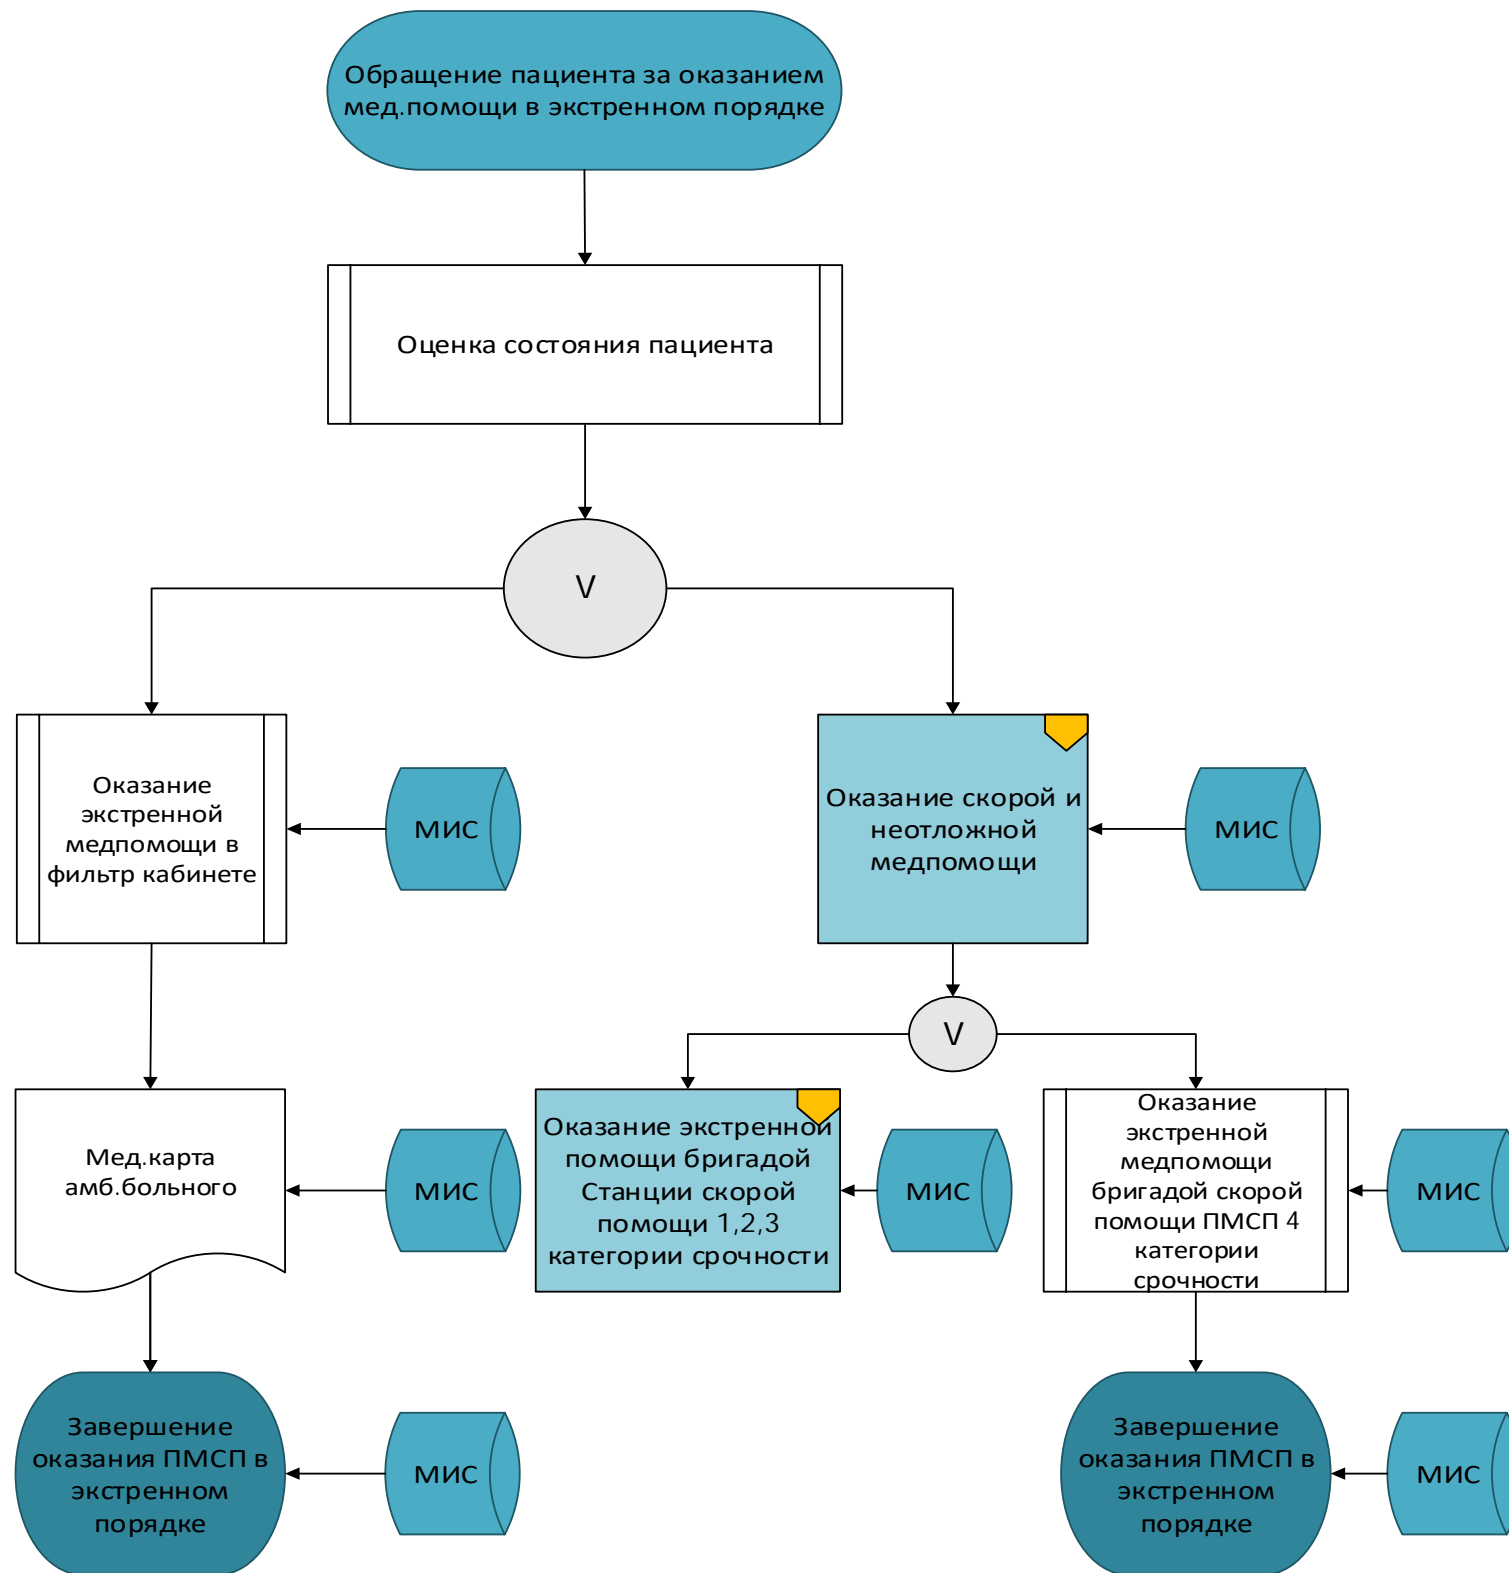 Обращение пациента за оказанием
мед.помощи в экстренном порядке
Оценка состояния пациента
V
Оказание
экстренной
медпомощи в
фильтр кабинете
МИС
Оказание скорой и
неотложной
медпомощи
МИС
V
Мед.карта
амб.больного
МИС
Оказание экстренной
помощи бригадой
Станции скорой
помощи 1,2,3
категории срочности
МИС
Оказание
экстренной
медпомощи
бригадой скорой
помощи ПМСП 4
категории
срочности
МИС
Завершение
оказания ПМСП в
экстренном
порядке
МИС
Завершение
оказания ПМСП в
экстренном
порядке
МИС